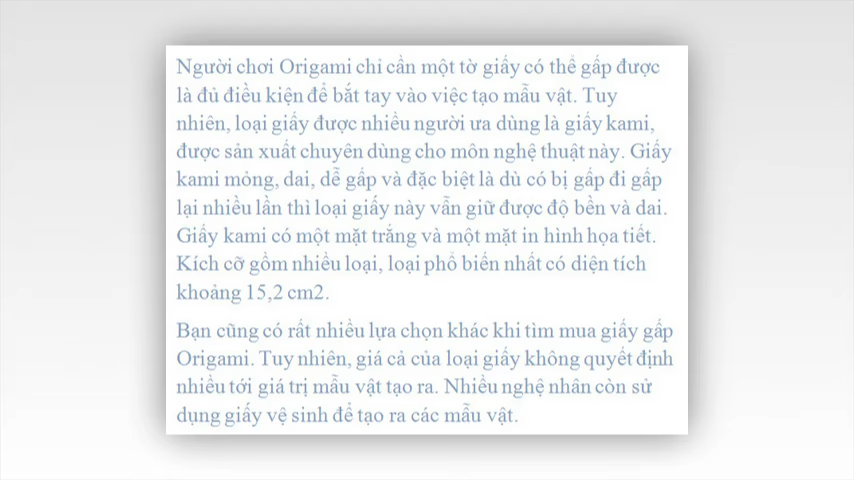 Người chơi Origami chỉ cần một tờ giấy có thể gấp được
là đủ điều kiện để bắt tay vào việc tạo mẫu vật. Tuy
nhiên, loại giấy được nhiều người ưa dùng là giấy kami,
được sản xuất chuyên dùng cho môn nghệ thuật này. Giấy
kami mỏng, dai, dễ gấp và đặc biệt là dù có bị gấp đi gấp
lại nhiều lần thì loại giấy này vẫn giữ được độ bền và dai.
Giấy kami có một mặt trắng và một mặt in hình họa tiết.
Kích cỡ gồm nhiều loại, loại phổ biến nhất có diện tích
khoảng 15,2 cm2.
Bạn cũng có rất nhiều lựa chọn khác khi tìm mua giấy gấp
Origami. Tuy nhiên, giá cả của loại giấy không quyết định
nhiều tới giá trị mẫu vật tạo ra. Nhiều nghệ nhân còn sử
dụng giấy vệ sinh để tạo ra các mẫu vật.